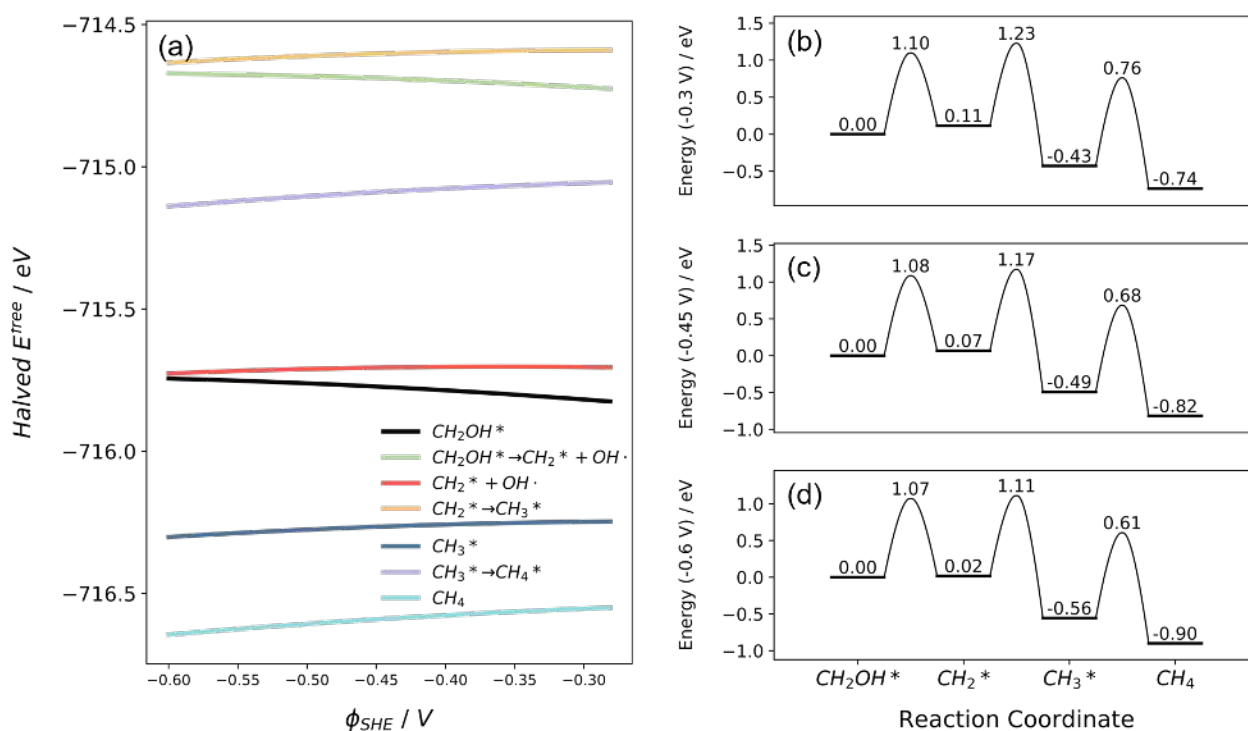 (a)
Halved E^free / eV
−714.5
−715.0
−715.5
−716.0
−716.5
CH₂OH*
CH₂OH*→CH₂* + OH·
CH₂* + OH·
CH₂*→CH₃*
CH₃*
CH₃*→CH₄*
CH₄
−0.60 −0.55 −0.50 −0.45 −0.40 −0.35 −0.30
ϕ_SHE / V
(b)
Energy (-0.3 V) / eV
1.5
1.0
0.5
0.0
−0.5
0.00
1.10
0.11
1.23
-0.43
0.76
-0.74
(c)
Energy (-0.45 V) / eV
1.5
1.0
0.5
0.0
−0.5
−1.0
0.00
1.08
0.07
1.17
-0.49
0.68
-0.82
(d)
Energy (-0.6 V) / eV
1.0
0.5
0.0
−0.5
−1.0
0.00
1.07
0.02
1.11
-0.56
0.61
-0.90
CH₂OH* CH₂* CH₃* CH₄
Reaction Coordinate